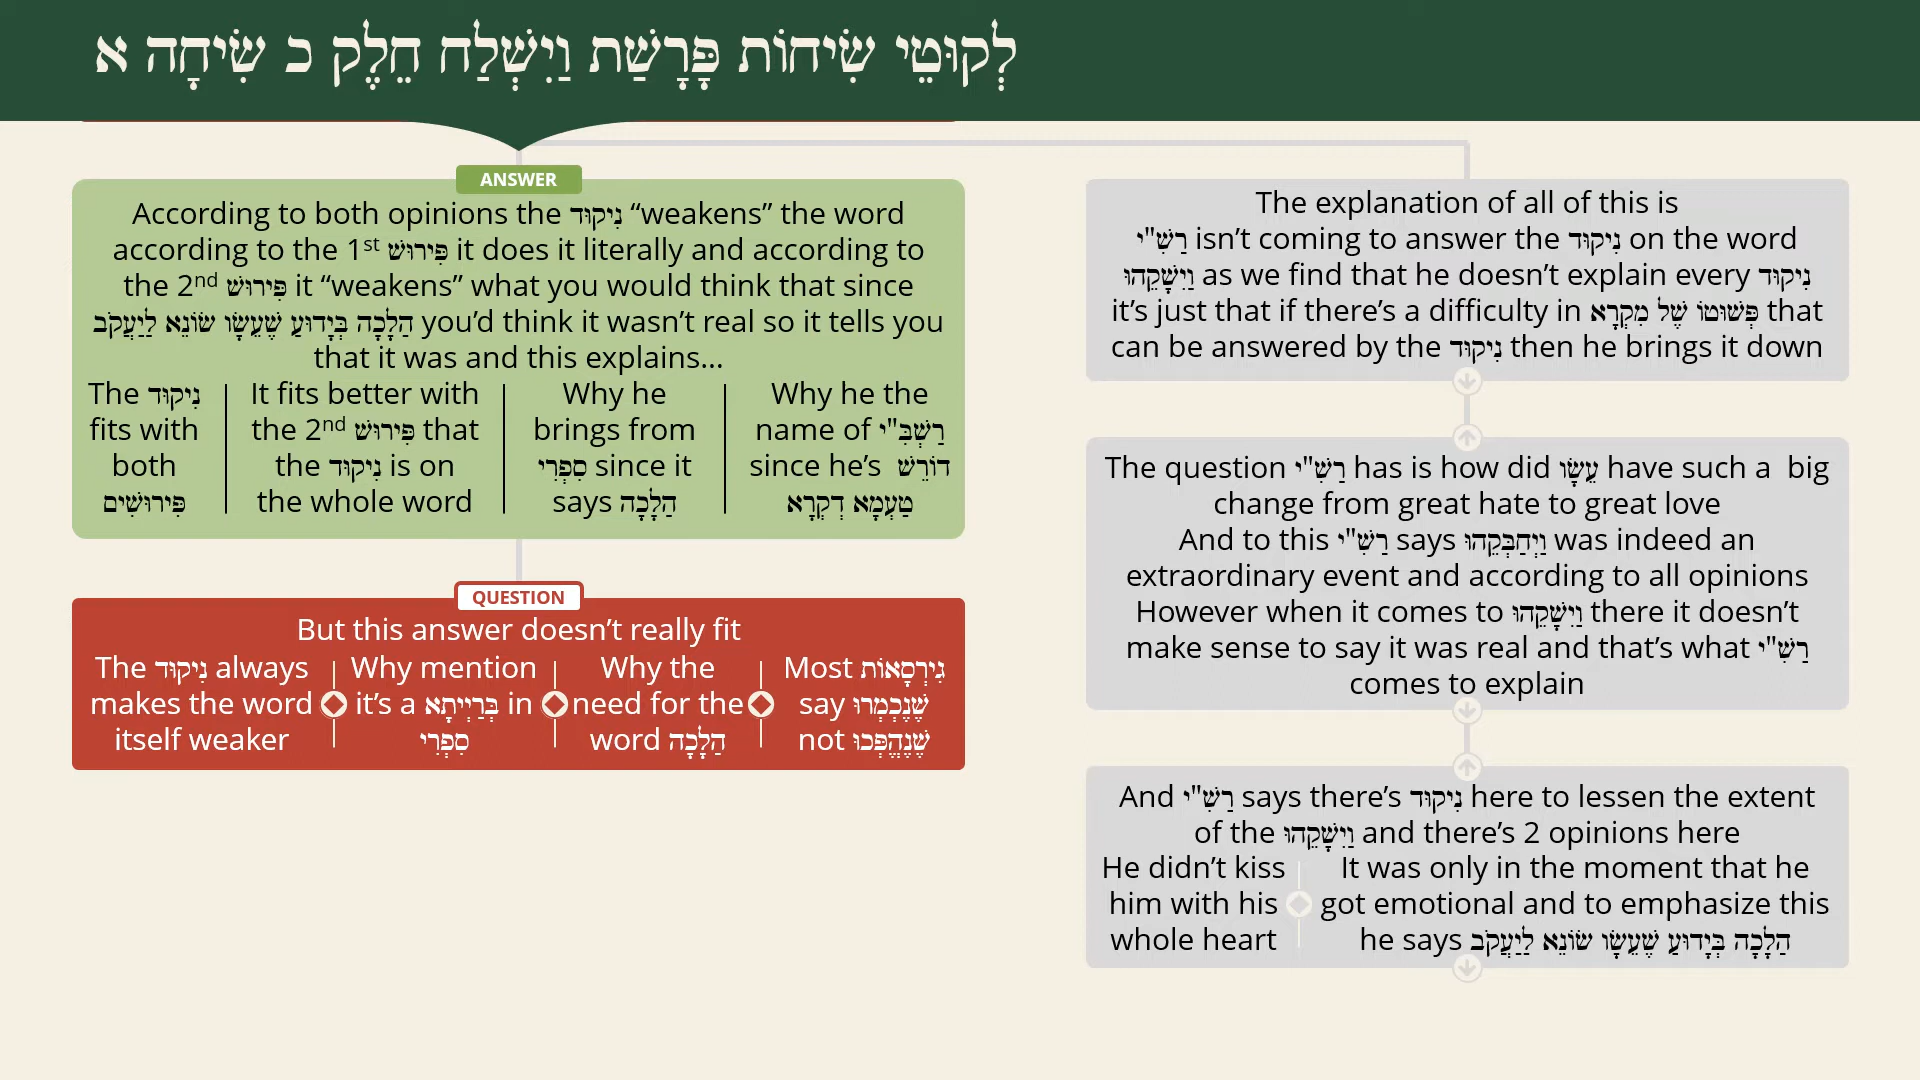 לְקוּטֵי שִׂיחוֹת פָּרָשַׁת וַיִשְׁלַח חֵלֶק כ שִׂיחָה א
ANSWER
According to both opinions the נִיקוּד “weakens” the word
according to the 1st פִּירוּשׁ it does it literally and according to
the 2nd פִּירוּשׁ it “weakens” what you would think that since
הַלָכָה בְּיָדוּעַ שֶׁעֵשָׂו שׂוֹנֵא לְיַעֲקֹב you’d think it wasn’t real so it tells you
that it was and this explains...
The נִיקוּד
fits with
both
פִּירוּשִׁים
It fits better with
the 2nd פִּירוּשׁ that
the נִיקוּד is on
the whole word
Why he
brings from
סִפְרִי since it
says הַלָכָה
Why he the
name of רַשְׁבִּ"י
since he’s דוֹרֵשׁ
טַעְמָא דְקְרָא
QUESTION
But this answer doesn’t really fit
The נִיקוּד always
makes the word
itself weaker
Why mention
it’s a בְּרַיְיתָא in
סִפְרִי
Why the
need for the
word הַלָכָה
Most גִירְסָאוֹת
say שֶׁנֶכְמְרוּ
not שֶׁנֶהֶפְּכוּ
The explanation of all of this is
רַשִׁ"י isn’t coming to answer the נִיקוּד on the word
וַיִשָׁקֵהוּ as we find that he doesn’t explain every נִיקוּד
it’s just that if there’s a difficulty in פְּשׁוּטוֹ שֶׁל מִקְרָא that
can be answered by the נִיקוּד then he brings it down
The question רַשִׁ"י has is how did עֵשָׂו have such a big
change from great hate to great love
And to this רַשִׁ"י says וַיְחַבְּקֵהוּ was indeed an
extraordinary event and according to all opinions
However when it comes to וַיִשָׁקֵהוּ there it doesn’t
make sense to say it was real and that’s what רַשִׁ"י
comes to explain
And רַשִׁ"י says there’s נִיקוּד here to lessen the extent
of the וַיִשָׁקֵהוּ and there’s 2 opinions here
He didn’t kiss
him with his
whole heart
It was only in the moment that he
got emotional and to emphasize this
he says הַלָכָה בְּיָדוּעַ שֶׁעֵשָׂו שׂוֹנֵא לְיַעֲקֹב